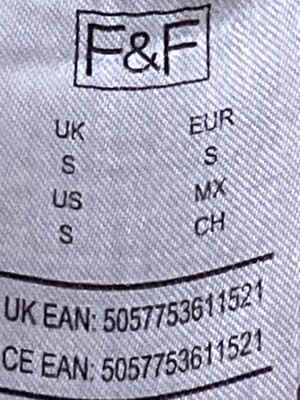 F&F
UK EUR
S S
US MX
S CH
UK EAN: 5057753611521
CE EAN: 5057753611521